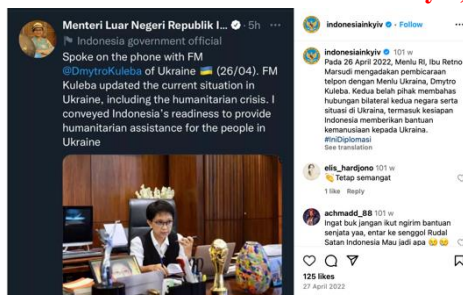 Menteri Luar Negeri Republik I... · 5h ···
Indonesia government official
Spoke on the phone with FM
@DmytroKuleba of Ukraine 🇺🇦 (26/04). FM
Kuleba updated the current situation in
Ukraine, including the humanitarian crisis. I
conveyed Indonesia's readiness to provide
humanitarian assistance for the people in
Ukraine
indonesiainkyiv • Follow ···
indonesiainkyiv 101 w
Pada 26 April 2022, Menlu RI, Ibu Retno
Marsudi mengadakan pembicaraan
telpon dengan Menlu Ukraina, Dmytro
Kuleba. Kedua belah pihak membahas
hubungan bilateral kedua negara serta
situasi di Ukraina, termasuk kesiapan
Indonesia memberikan bantuan
kemanusiaan kepada Ukraina.
#IniDiplomasi
See translation
elis_hardjono 101 w
👏 Tetap semangat
1 like Reply
achmadd_88 101 w
Ingat buk jangan ikut ngirim bantuan
senjata yaa, entar ke senggol Rudal
Satan Indonesia Mau jadi apa
125 likes
27 April 2022